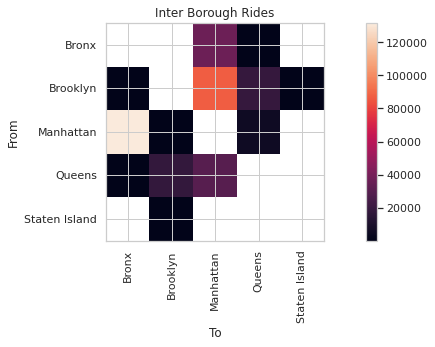 Inter Borough Rides
From
Bronx
Brooklyn
Manhattan
Queens
Staten Island
Bronx
Brooklyn
Manhattan
Queens
Staten Island
To
120000
100000
80000
60000
40000
20000